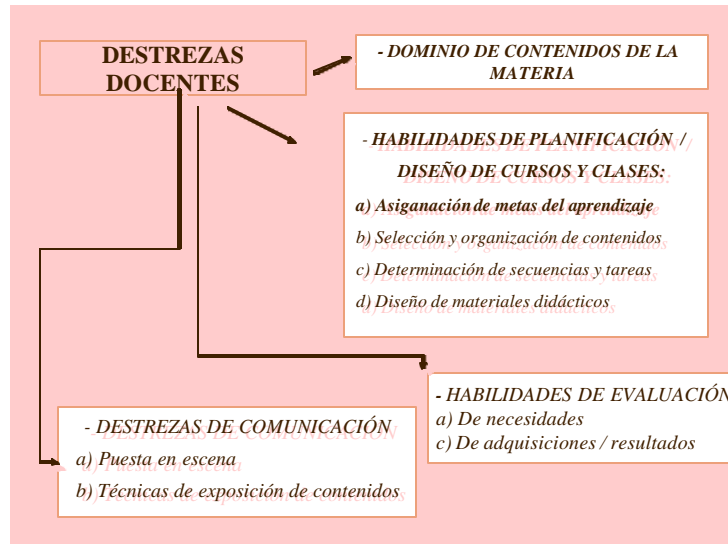 DESTREZAS
DOCENTES
- DOMINIO DE CONTENIDOS DE LA
MATERIA
- HABILIDADES DE PLANIFICACIÓN /
DISEÑO DE CURSOS Y CLASES:
a) Asiganación de metas del aprendizaje
b) Selección y organización de contenidos
c) Determinación de secuencias y tareas
d) Diseño de materiales didácticos
- HABILIDADES DE EVALUACIÓN
a) De necesidades
c) De adquisiciones / resultados
- DESTREZAS DE COMUNICACIÓN
a) Puesta en escena
b) Técnicas de exposición de contenidos